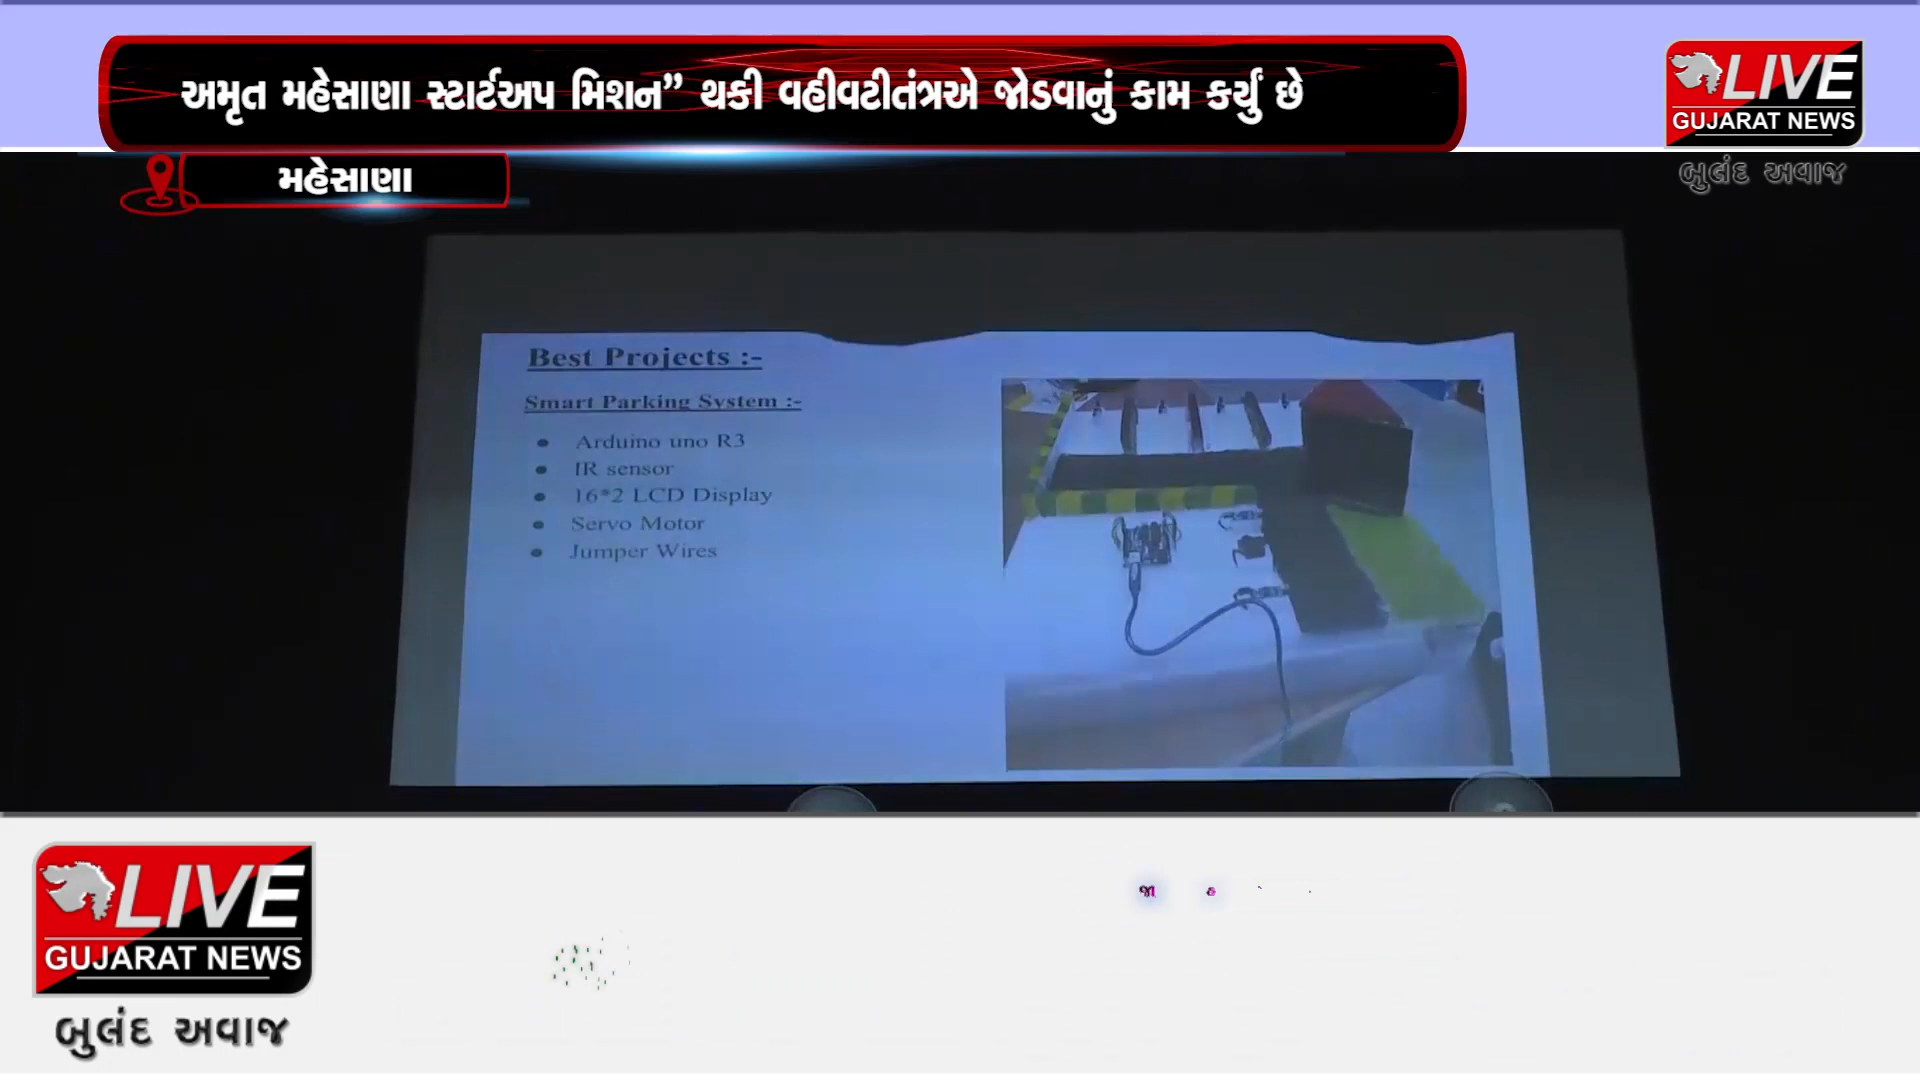 અમૃત મહેસાણા સ્ટાર્ટઅપ મિશન” થકી વહીવટીતંત્રએ જોડવાનું કામ કર્યું છે
LIVE
GUJARAT NEWS
બુલંદ અવાજ
મહેસાણા
Best Projects :-
Smart Parking System :-
● Arduino uno R3
● IR sensor
● 16*2 LCD Display
● Servo Motor
● Jumper Wires
LIVE
GUJARAT NEWS
બુલંદ અવાજ